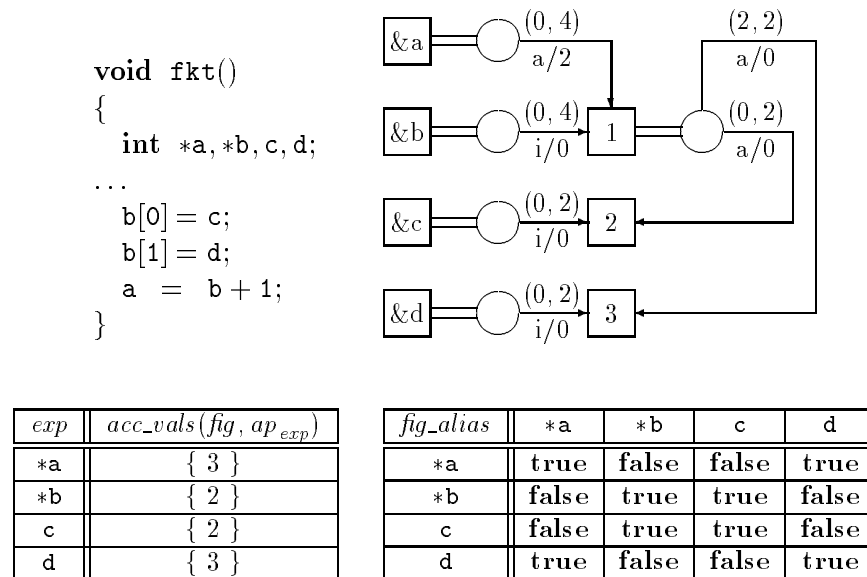 void fkt()
{
int *a,*b,c,d;
...
b[0] = c;
b[1] = d;
a = b + 1;
}
&a (0, 4) a/2 (2, 2) a/0
&b (0, 4) i/0 1 (0, 2) a/0
&c (0, 2) i/0 2
&d (0, 2) i/0 3
exp acc_vals(fig, ap_exp)
*a { 3 }
*b { 2 }
c { 2 }
d { 3 }
fig_alias *a *b c d
*a true false false true
*b false true true false
c false true true false
d true false false true